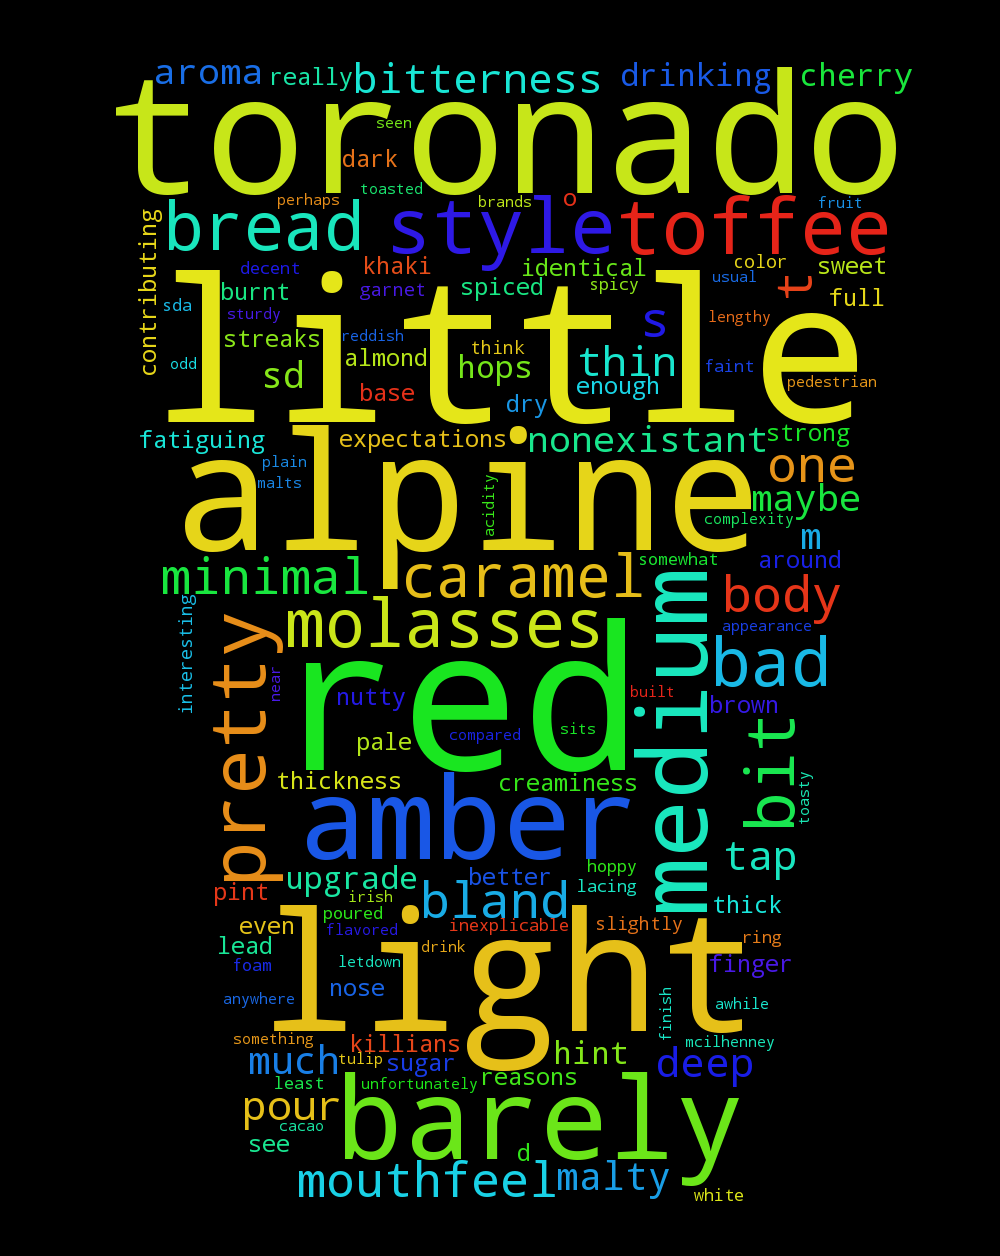 aroma really bitterness drinking cherry
toronado
seen
dark
toasted
perhaps brands o fruit
contributing bread style toffee
decent khaki identical color sweet
garnet spiced spicy usual t
sda burnt full
little
sturdy s lengthy
streaks reddish
odd almond think hops thin faint
sd base enough pedestrian
dry
fatiguing expectations nonexistant strong
alpine
plain one
malts acidity maybe
complexity
m
minimal caramel somewhat around
interesting molasses medium body
appearance
pretty red bad
near nutty built brown
pale compared sits bit
thickness creaminess toasty
amber
tap
upgrade better hoppy
pint irish bland lacing thick
poured
even flavored inexplicable slightly
lead drink ring
foam letdown finger
light
anywhere nose finish awhile
something killians mcilhenney
much tulip sugar hint deep
least unfortunately reasons
pour barely
cacao
see d
mouthfeel malty
white